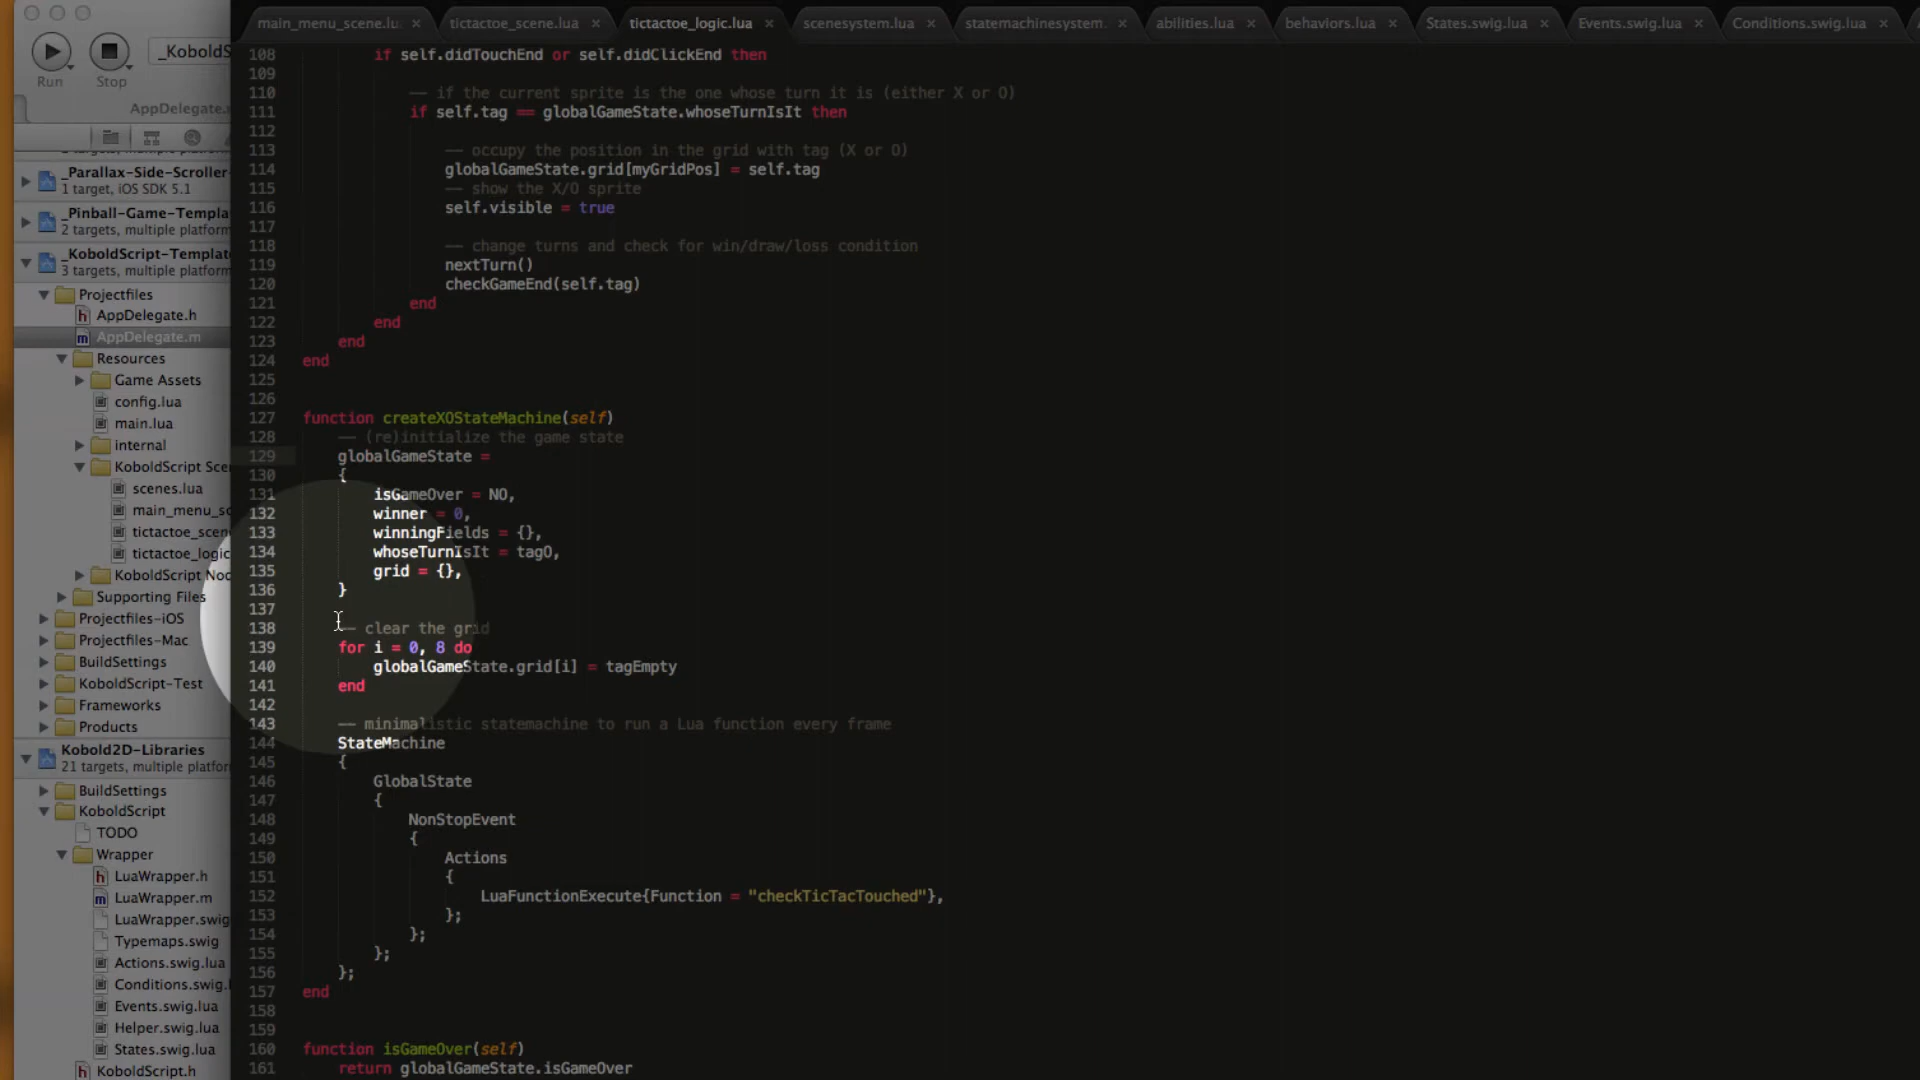 main_menu_scene.lu
tictactoe_scene.lua
tictactoe_logic.lua
scenesystem.lua
statemachinesystem.
abilities.lua
behaviors.lua
States.swig.lua
Events.swig.lua
Conditions.swig.lua
Run
Stop
_KoboldS
AppDelegate.
_Parallax-Side-Scroller-
1 target, iOS SDK 5.1
_Pinball-Game-Templa
2 targets, multiple platforr
_KoboldScript-Templat
3 targets, multiple platforr
Projectfiles
AppDelegate.h
AppDelegate.m
Resources
Game Assets
config.lua
main.lua
internal
KoboldScript Sce
scenes.lua
main_menu_sc
tictactoe_scen
tictactoe_logic
KoboldScript Noc
Supporting Files
Projectfiles-iOS
Projectfiles-Mac
BuildSettings
KoboldScript-Test
Frameworks
Products
Kobold2D-Libraries
21 targets, multiple platfor
BuildSettings
KoboldScript
TODO
Wrapper
LuaWrapper.h
LuaWrapper.m
LuaWrapper.swig
Typemaps.swig
Actions.swig.lua
Conditions.swig.l
Events.swig.lua
Helper.swig.lua
States.swig.lua
KoboldScript.h
108 if self.didTouchEnd or self.didClickEnd then
109
110 -- if the current sprite is the one whose turn it is (either X or O)
111 if self.tag == globalGameState.whoseTurnIsIt then
112
113 -- occupy the position in the grid with tag (X or O)
114 globalGameState.grid[myGridPos] = self.tag
115 -- show the X/O sprite
116 self.visible = true
117
118 -- change turns and check for win/draw/loss condition
119 nextTurn()
120 checkGameEnd(self.tag)
121 end
122 end
123 end
124 end
125
126
127 function createXOStateMachine(self)
128 -- (re)initialize the game state
129 globalGameState =
130 {
131 isGameOver = NO,
132 winner = 0,
133 winningFields = {},
134 whoseTurnIsIt = tagO,
135 grid = {},
136 }
137
138 -- clear the grid
139 for i = 0, 8 do
140 globalGameState.grid[i] = tagEmpty
141 end
142
143 -- minimalistic statemachine to run a Lua function every frame
144 StateMachine
145 {
146 GlobalState
147 {
148 NonStopEvent
149 {
150 Actions
151 {
152 LuaFunctionExecute{Function = "checkTicTacTouched"},
153 };
154 };
155 };
156 };
157 end
158
159
160 function isGameOver(self)
161 return globalGameState.isGameOver